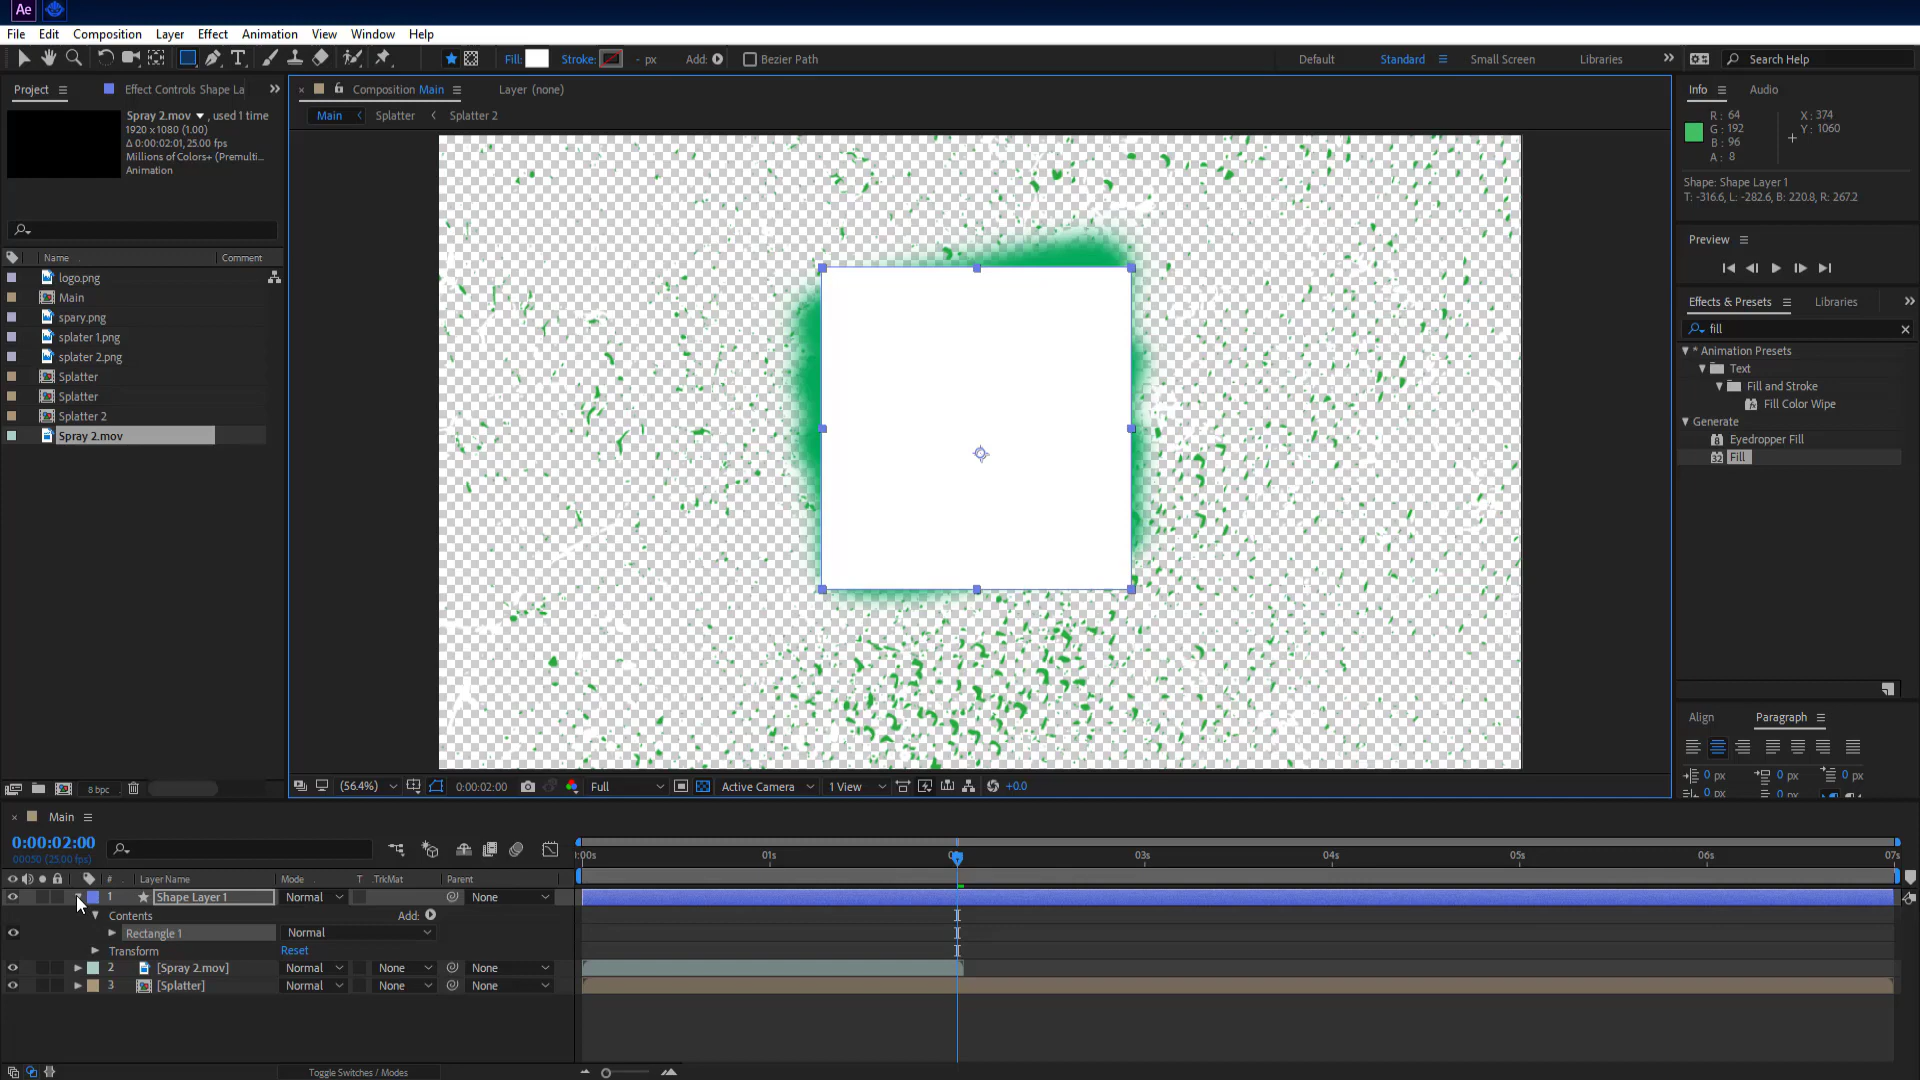 Ae
File Edit Composition Layer Effect Animation View Window Help
Fill: Stroke: - px Add: Bezier Path Default Standard Small Screen Libraries Search Help
Project Effect Controls Shape La
Spray 2.mov , used 1 time
1920 x1080 (1.00)
Δ 0:00:02:01, 25.00 fps
Millions of Colors+ (Premulti...
Animation
Name Comment
logo.png
Main
spary.png
splater 1.png
splater 2.png
Splatter
Splatter
Splatter 2
Spray 2.mov
8 bpc
Composition Main Layer (none)
Main Splatter Splatter 2
(56.4%) 0:00:02:00 Full Active Camera 1 View +0.0
Info Audio
R : 64 X : 374
G : 192 Y : 1060
B : 96
A : 8
Shape: Shape Layer 1
T: -316.6, L: -282.6, B: 220.8, R: 267.2
Preview
Effects & Presets Libraries
fill
* Animation Presets
Text
Fill and Stroke
Fill Color Wipe
Generate
Eyedropper Fill
32 Fill
Align Paragraph
0 px 0 px 0 px
0 px 0 px
Main
0:00:02:00
00050 (25.00 fps)
:00s 01s 03s 04s 05s 06s 07s
# Layer Name Mode T .TrkMat Parent
1 Shape Layer 1 Normal None
Contents Add:
Rectangle 1 Normal
Transform Reset
2 [Spray 2.mov] Normal None None
3 [Splatter] Normal None None
Toggle Switches / Modes